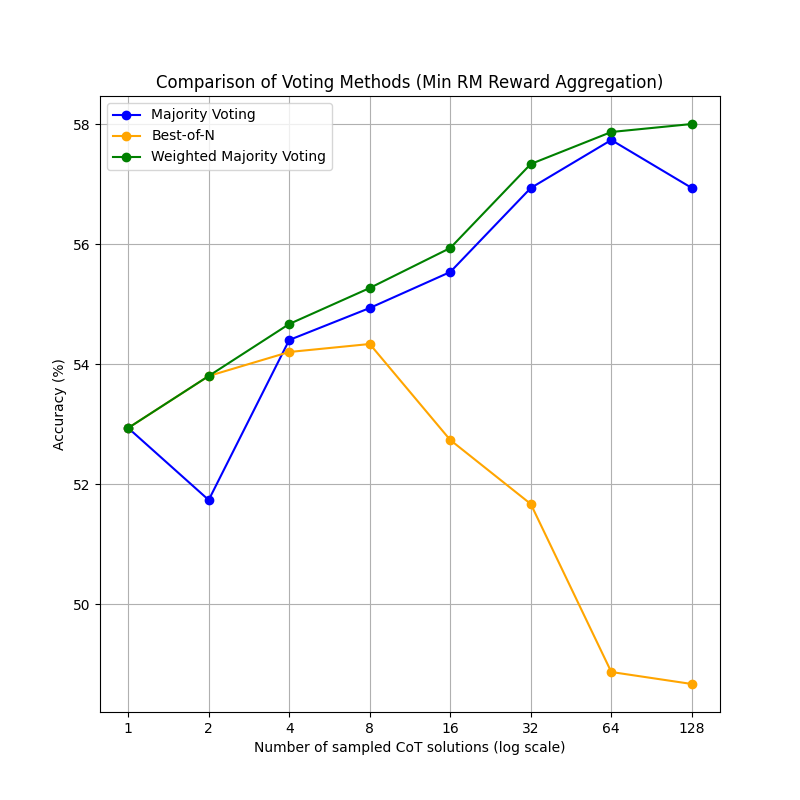 Comparison of Voting Methods (Min RM Reward Aggregation)
Majority Voting
Best-of-N
Weighted Majority Voting
58
56
54
52
50
Accuracy (%)
1 2 4 8 16 32 64 128
Number of sampled CoT solutions (log scale)